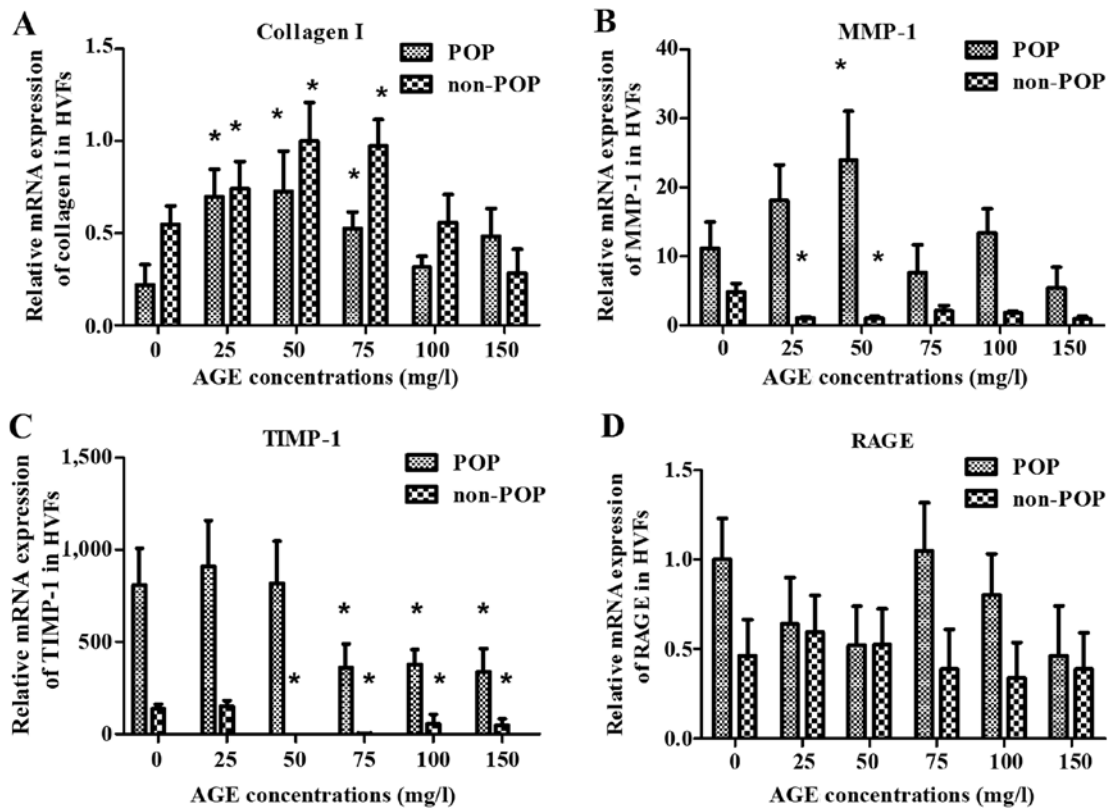 A
Collagen I
Relative mRNA expression
of collagen I in HVFs
1.5
1.0
0.5
0.0
POP
non-POP
* * * * * *
0 25 50 75 100 150
AGE concentrations (mg/l)
B
MMP-1
Relative mRNA expression
of MMP-1 in HVFs
40
30
20
10
0
POP
non-POP
* * *
0 25 50 75 100 150
AGE concentrations (mg/l)
C
TIMP-1
Relative mRNA expression
of TIMP-1 in HVFs
1,500
1,000
500
0
POP
non-POP
* * * * * * *
0 25 50 75 100 150
AGE concentrations (mg/l)
D
RAGE
Relative mRNA expression
of RAGE in HVFs
1.5
1.0
0.5
0.0
POP
non-POP
0 25 50 75 100 150
AGE concentrations (mg/l)